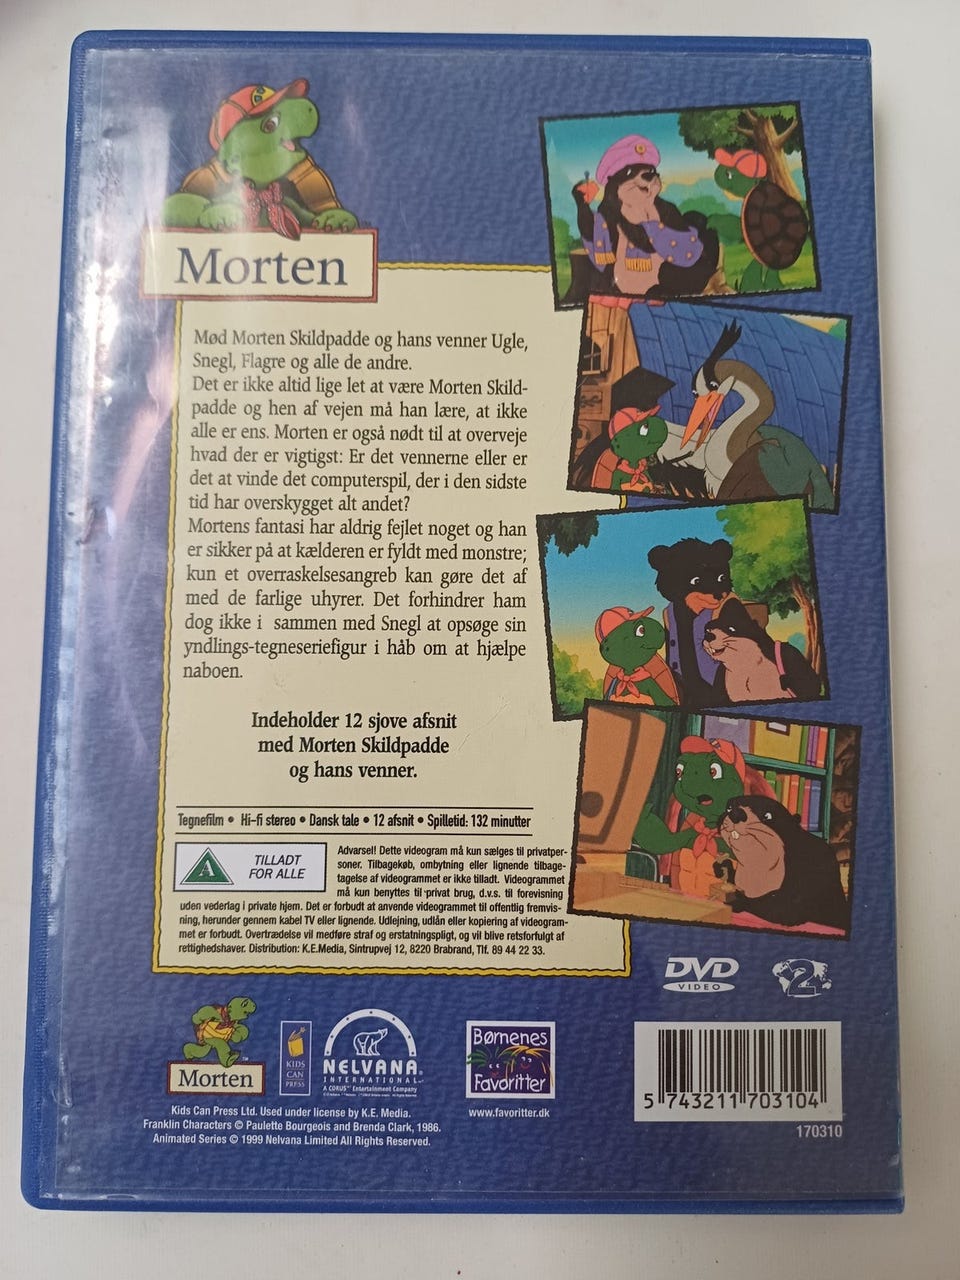 Morten
Mød Morten Skildpadde og hans venner Ugle,
Snegl, Flagre og alle de andre.
Det er ikke altid lige let at være Morten Skild-
padde og hen af vejen må han lære, at ikke
alle er ens. Morten er også nødt til at overveje
hvad der er vigtigst: Er det vennerne eller er
det at vinde det computerspil, der i den sidste
tid har overskygget alt andet?
Mortens fantasi har aldrig fejlet noget og han
er sikker på at kælderen er fyldt med monstre;
kun et overraskelsesangreb kan gøre det af
med de farlige uhyrer. Det forhindrer ham
dog ikke i sammen med Snegl at opsøge sin
yndlings-tegneseriefigur i håb om at hjælpe
naboen.
Indeholder 12 sjove afsnit
med Morten Skildpadde
og hans venner.
Tegnefilm • Hi-fi stereo • Dansk tale • 12 afsnit • Spilletid: 132 minutter
A
TILLADT
FOR ALLE
Advarsel! Dette videogram må kun sælges til privatper-
soner. Tilbagekøb, ombytning eller lignende tilbage-
tagelse af videogrammet er ikke tilladt. Videogrammet
må kun benyttes til privat brug, d.v.s. til forevisning
uden vederlag i private hjem. Det er forbudt at anvende videogrammet til offentlig fremvis-
ning, herunder gennem kabel TV eller lignende. Udlejning, udlån eller kopiering af videogram-
met er forbudt. Overtrædelse vil medføre straf og erstatningspligt, og vil blive retsforfulgt af
rettighedshaver. Distribution: K.E.Media, Sintrupvej 12, 8220 Brabrand, Tlf. 89 44 22 33.
DVD
VIDEO
2
Morten
KIDS
CAN
PRESS
NELVANA
INTERNATIONAL
A CORUS™ Entertainment Company
Børnenes
Favoritter
www.favoritter.dk
Kids Can Press Ltd. Used under license by K.E. Media.
Franklin Characters © Paulette Bourgeois and Brenda Clark, 1986.
Animated Series © 1999 Nelvana Limited All Rights Reserved.
5 743211 703104
170310